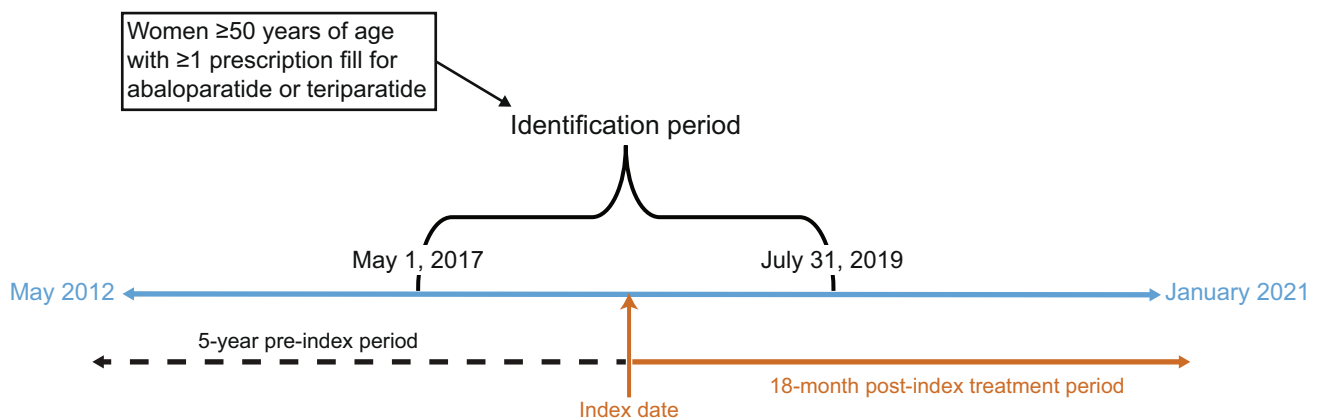 Women ≥50 years of age
with ≥1 prescription fill for
abaloparatide or teriparatide
Identification period
May 1, 2017
July 31, 2019
May 2012
January 2021
5-year pre-index period
18-month post-index treatment period
Index date